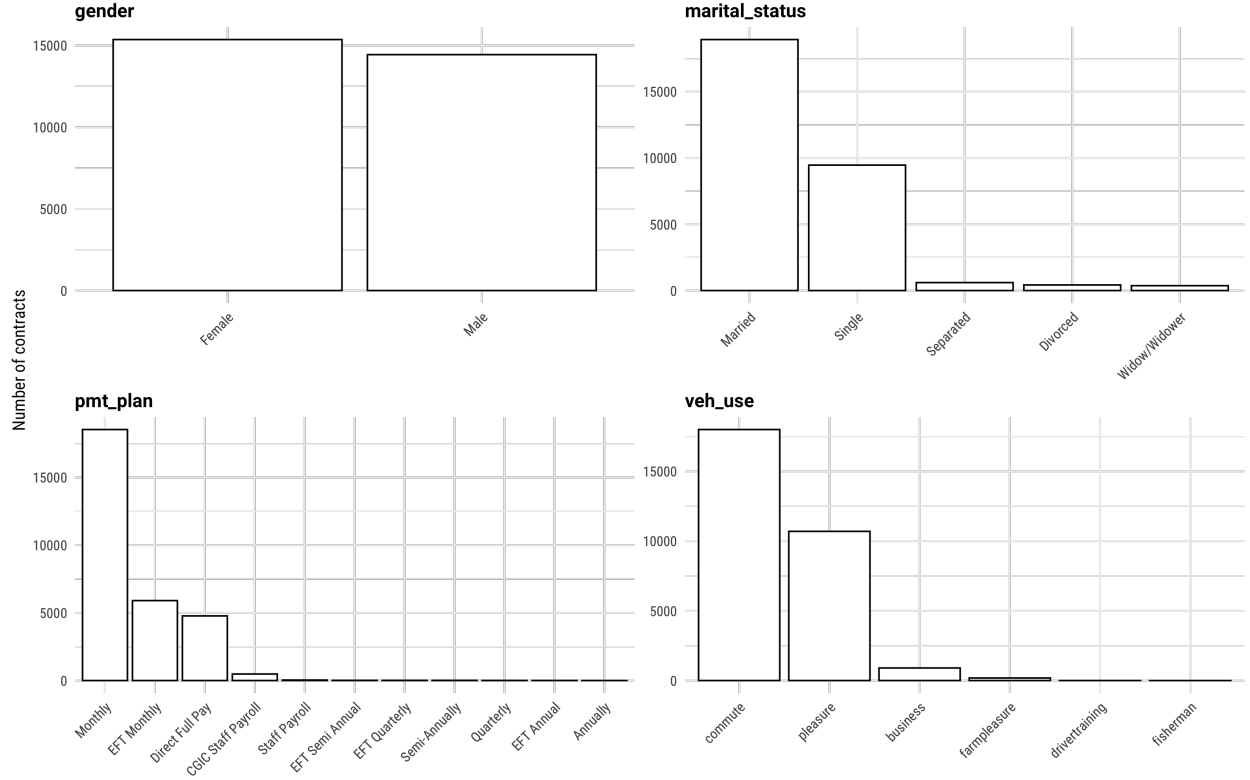 gender
15000
10000
5000
0
Female
Male
marital_status
15000
10000
5000
0
Married
Single
Separated
Divorced
Widow/Widower
Number of contracts
pmt_plan
15000
10000
5000
0
Monthly
EFT Monthly
Direct Full Pay
CGIC Staff Payroll
Staff Payroll
EFT Semi Annual
EFT Quarterly
Semi-Annually
Quarterly
EFT Annual
Annually
veh_use
15000
10000
5000
0
commute
pleasure
business
farmpleasure
drivertraining
fisherman